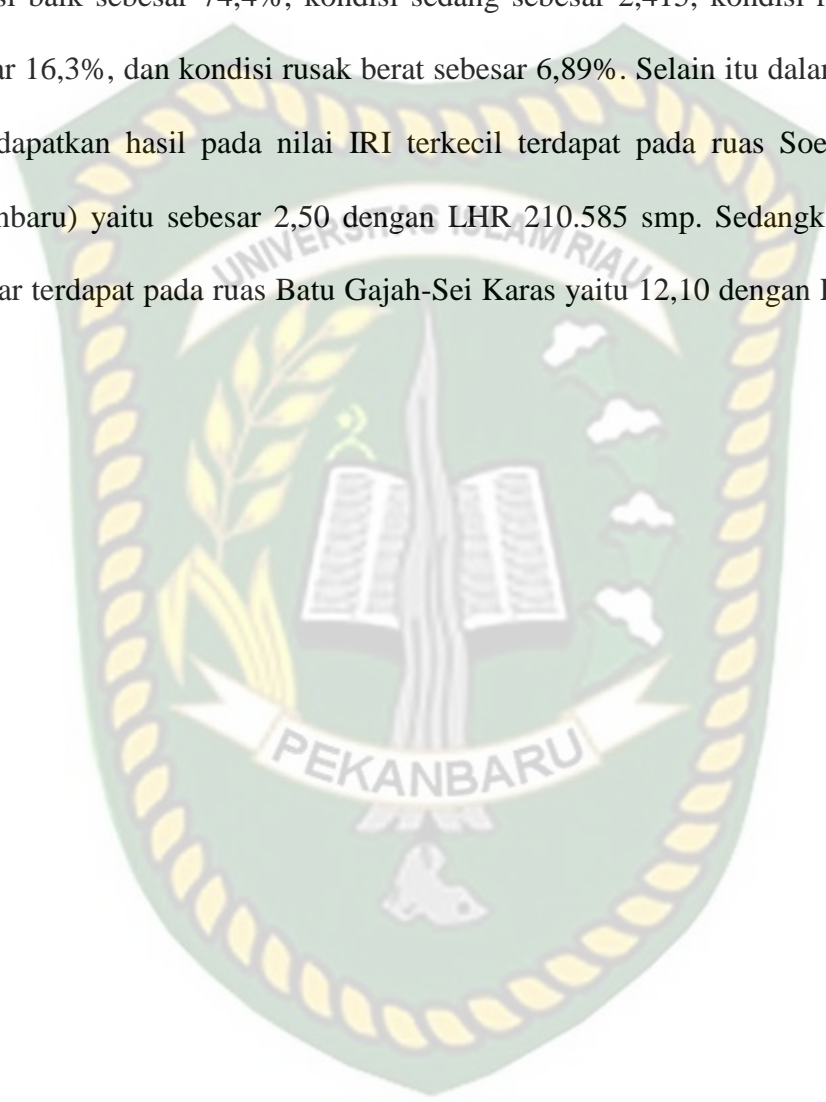 si baik sebesar 74,4%, kondisi sedang sebesar 2,415, kondisi
ar 16,3%, dan kondisi rusak berat sebesar 6,89%. Selain itu dalam
dapatkan hasil pada nilai IRI terkecil terdapat pada ruas Soe
nbaru) yaitu sebesar 2,50 dengan LHR 210.585 smp. Sedangk
ar terdapat pada ruas Batu Gajah-Sei Karas yaitu 12,10 dengan
UNIVERSITAS ISLAM RIAU
PEKANBARU